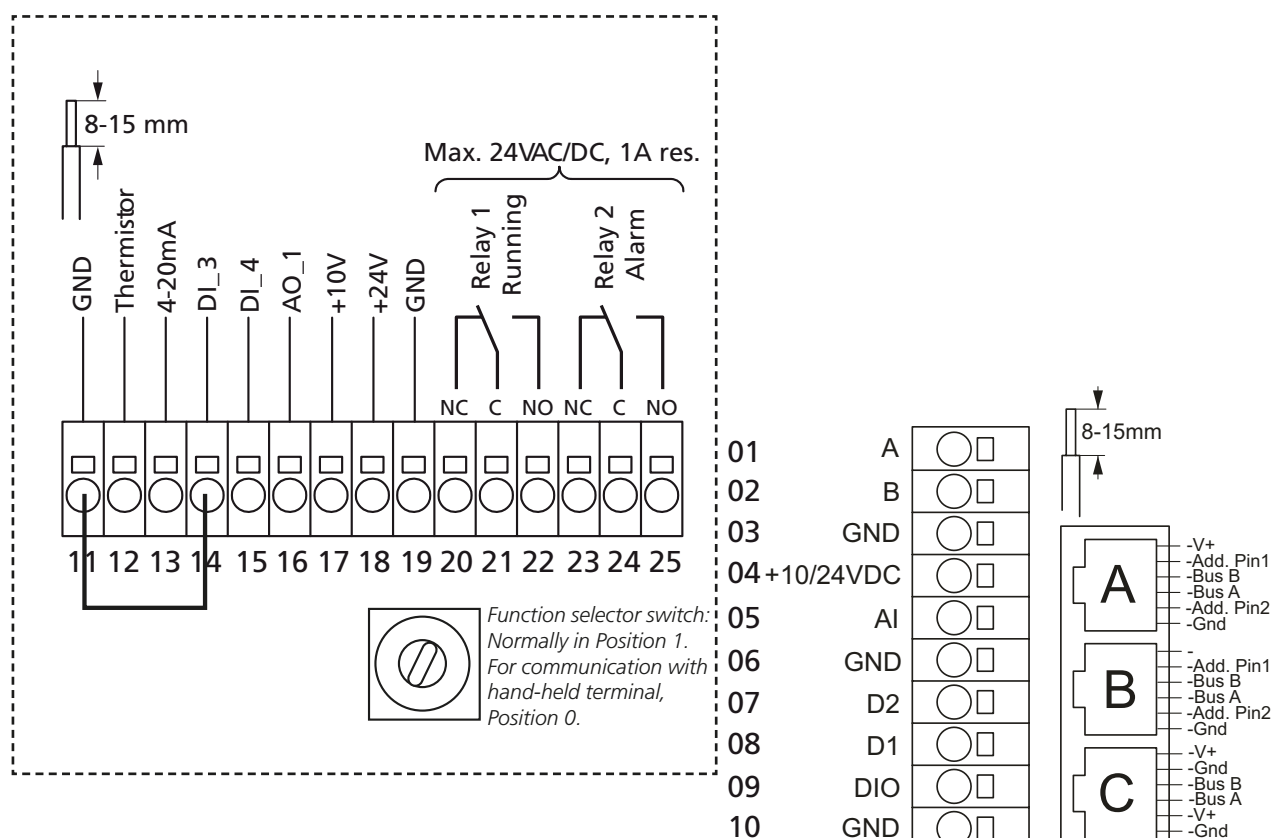 8-15 mm
Max. 24VAC/DC, 1A res.
GND
Thermistor
4-20mA
DI_3
DI_4
AO_1
+10V
+24V
GND
Relay 1
Running
Relay 2
Alarm
NC C NO NC C NO
11 12 13 14 15 16 17 18 19 20 21 22 23 24 25
Function selector switch:
Normally in Position 1.
For communication with
hand-held terminal,
Position 0.
01 A
02 B
03 GND
04 +10/24VDC
05 AI
06 GND
07 D2
08 D1
09 DIO
10 GND
8-15mm
A
-V+
-Add. Pin1
-Bus B
-Bus A
-Add. Pin2
-Gnd
B
-
-Add. Pin1
-Bus B
-Bus A
-Add. Pin2
-Gnd
C
-V+
-Gnd
-Bus B
-Bus A
-V+
-Gnd